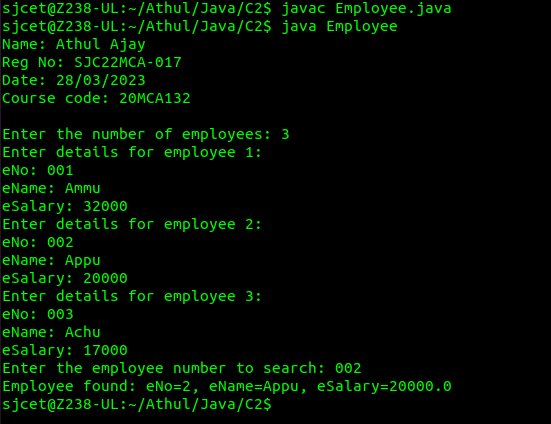 sjcet@Z238-UL:~/Athul/Java/C2$ javac Employee.java
sjcet@Z238-UL:~/Athul/Java/C2$ java Employee
Name: Athul Ajay
Reg No: SJC22MCA-017
Date: 28/03/2023
Course code: 20MCA132
Enter the number of employees: 3
Enter details for employee 1:
eNo: 001
eName: Ammu
eSalary: 32000
Enter details for employee 2:
eNo: 002
eName: Appu
eSalary: 20000
Enter details for employee 3:
eNo: 003
eName: Achu
eSalary: 17000
Enter the employee number to search: 002
Employee found: eNo=2, eName=Appu, eSalary=20000.0
sjcet@Z238-UL:~/Athul/Java/C2$